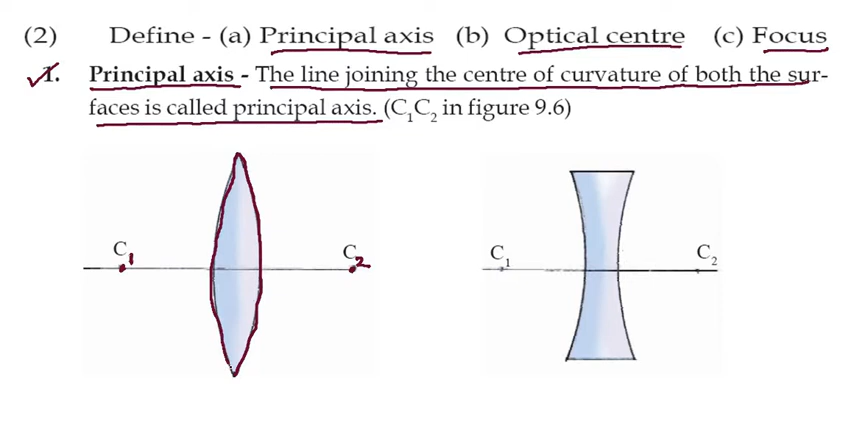 (2) Define - (a) Principal axis (b) Optical centre (c) Focus
1. Principal axis - The line joining the centre of curvature of both the sur-
faces is called principal axis. (C₁C₂ in figure 9.6)
C₁ C₂ C₁ C₂